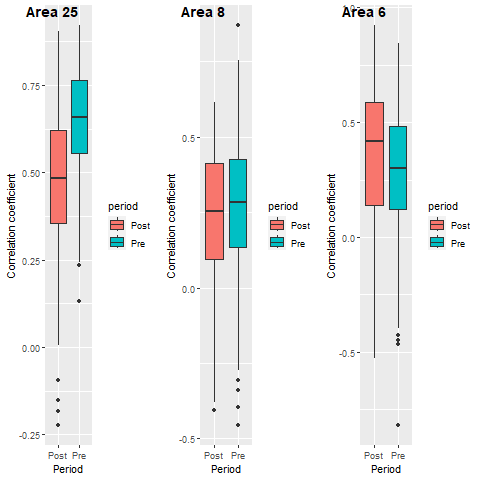 Area 25
Correlation coefficient
0.75
0.50
0.25
0.00
-0.25
Post Pre
Period
period
Post
Pre
Area 8
Correlation coefficient
0.5
0.0
-0.5
Post Pre
Period
period
Post
Pre
Area 6
Correlation coefficient
1.0
0.5
0.0
-0.5
Post Pre
Period
period
Post
Pre